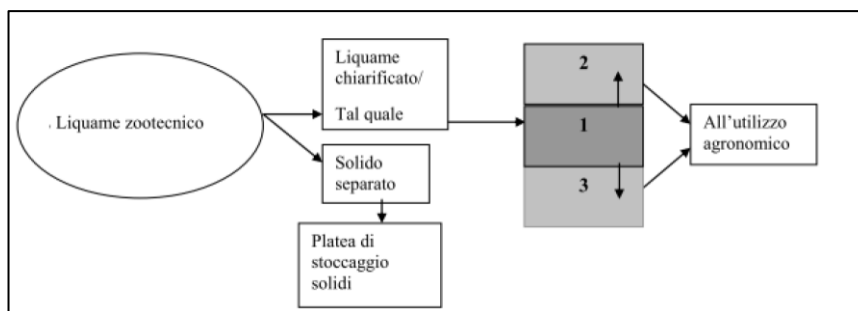 Liquame zootecnico
Liquame
chiarificato/
Tal quale
Solido
separato
Platea di
stoccaggio
solidi
2
1
3
All'utilizzo
agronomico